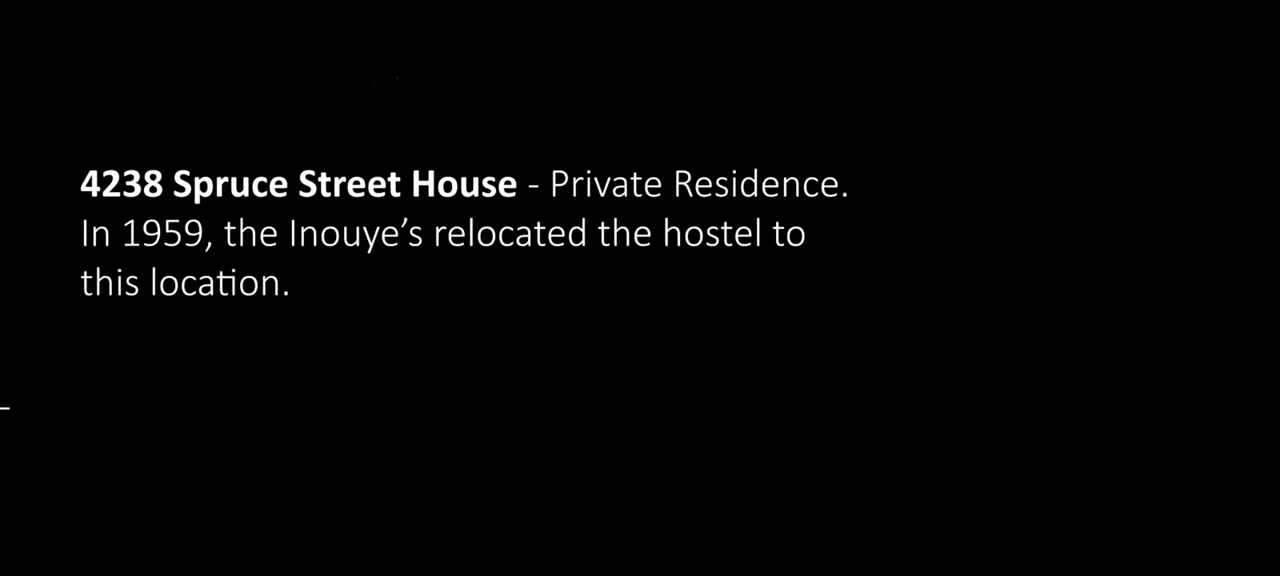 4238 Spruce Street House - Private Residence.
In 1959, the Inouye’s relocated the hostel to
this location.